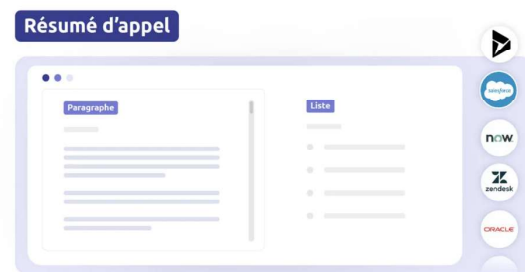 Résumé d'appel
Paragraphe
Liste
salesforce
now.
zendesk
ORACLE